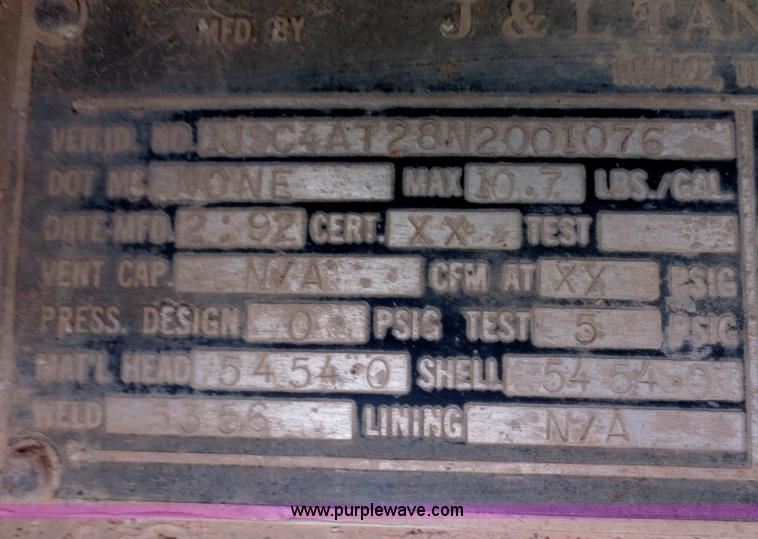 MFD. BY J & L TAN
VEH. ID. NO. 1J9C4AT28N2001076
DOT MC NONE MAX 10.7 LBS./GAL.
DATE MFD. 2-92 CERT. XX TEST
VENT CAP. N/A CFM AT XX PSIG
PRESS. DESIGN 0 PSIG TEST 5 PSIG
MAT'L HEAD 5454-0 SHELL 5454-0
WELD 5356 LINING N/A
www.purplewave.com